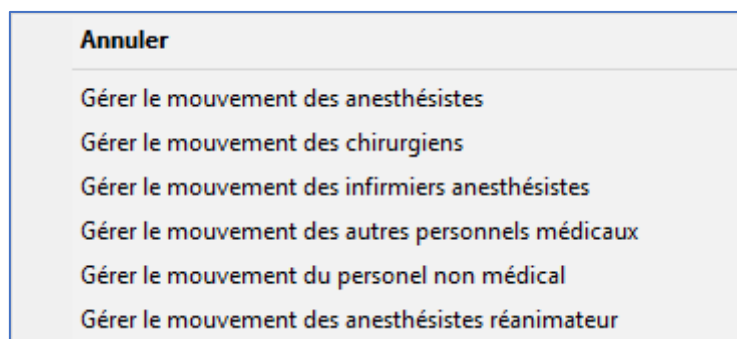 Annuler
Gérer le mouvement des anesthésistes
Gérer le mouvement des chirurgiens
Gérer le mouvement des infirmiers anesthésistes
Gérer le mouvement des autres personnels médicaux
Gérer le mouvement du personel non médical
Gérer le mouvement des anesthésistes réanimateur